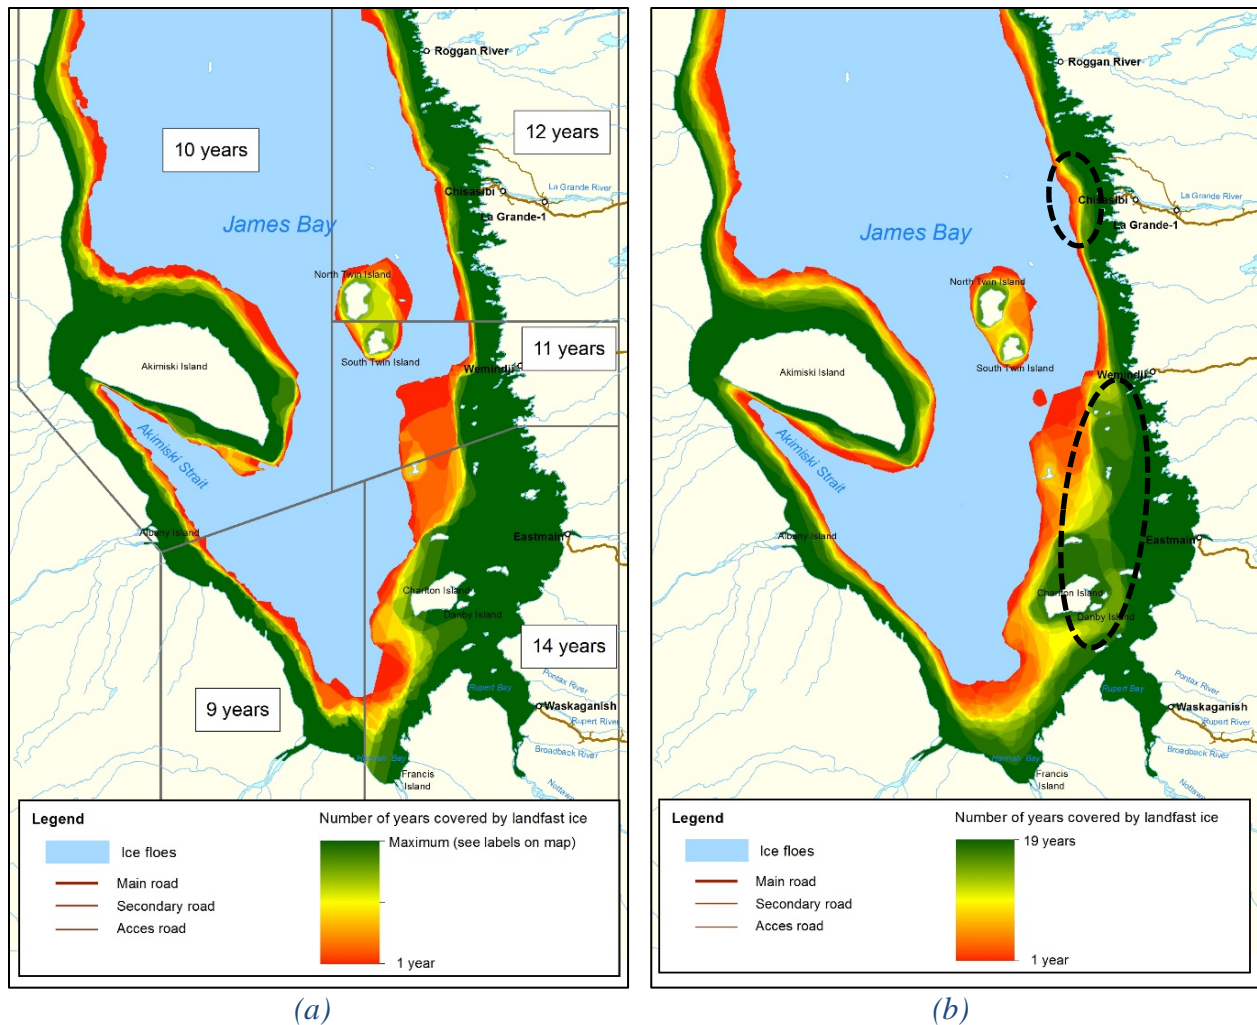 Roggan River
12 years
10 years
La Grande River
Chisasibi
La Grande-1
James Bay
North Twin Island
South Twin Island
11 years
Wemindji
Akimiski Island
Akimiski Strait
Albany Island
Eastmain
Charlton Island
Danby Island
14 years
Rupert Bay
Pontax River
9 years
Waskaganish
Rupert River
Broadback River
Hannah Bay
Francis
Island
Nottaw
Legend
Ice floes
Main road
Secondary road
Acces road
Number of years covered by landfast ice
Maximum (see labels on map)
1 year
(a)
Roggan River
La Grande River
Chisasibi
La Grande-1
James Bay
North Twin Island
South Twin Island
Wemindji
Akimiski Island
Akimiski Strait
Albany Island
Eastmain
Charlton Island
Danby Island
Rupert Bay
Pontax River
Waskaganish
Rupert River
Broadback River
Hannah Bay
Francis
Island
Nottawa
Legend
Ice floes
Main road
Secondary road
Acces road
Number of years covered by landfast ice
19 years
1 year
(b)